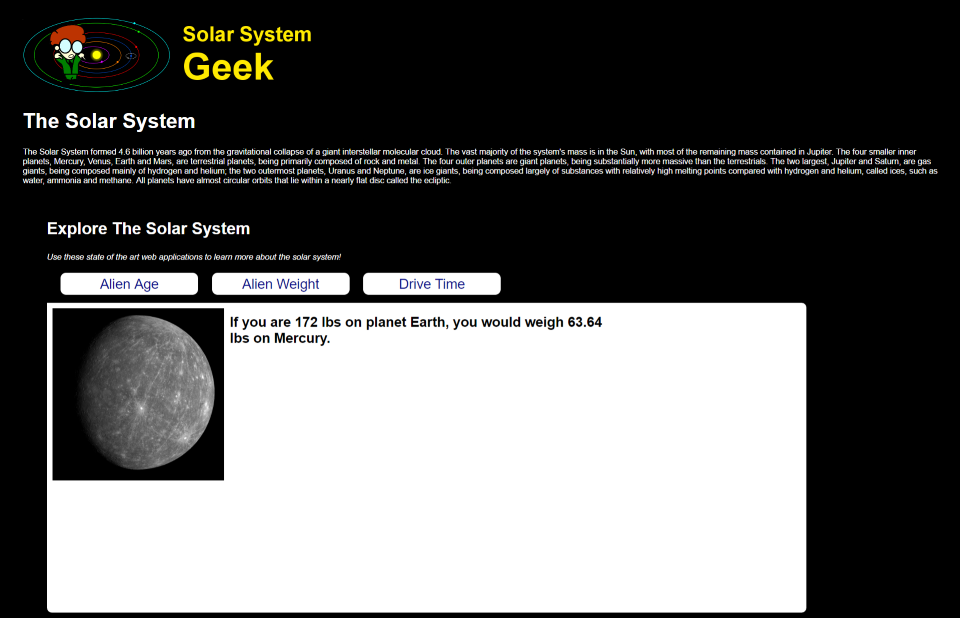 Solar System
Geek
The Solar System
The Solar System formed 4.6 billion years ago from the gravitational collapse of a giant interstellar molecular cloud. The vast majority of the system's mass is in the Sun, with most of the remaining mass contained in Jupiter. The four smaller inner
planets, Mercury, Venus, Earth and Mars, are terrestrial planets, being primarily composed of rock and metal. The four outer planets are giant planets, being substantially more massive than the terrestrials. The two largest, Jupiter and Saturn, are gas
giants, being composed mainly of hydrogen and helium; the two outermost planets, Uranus and Neptune, are ice giants, being composed largely of substances with relatively high melting points compared with hydrogen and helium, called ices, such as
water, ammonia and methane. All planets have almost circular orbits that lie within a nearly flat disc called the ecliptic.
Explore The Solar System
Use these state of the art web applications to learn more about the solar system!
Alien Age Alien Weight Drive Time
If you are 172 lbs on planet Earth, you would weigh 63.64
lbs on Mercury.